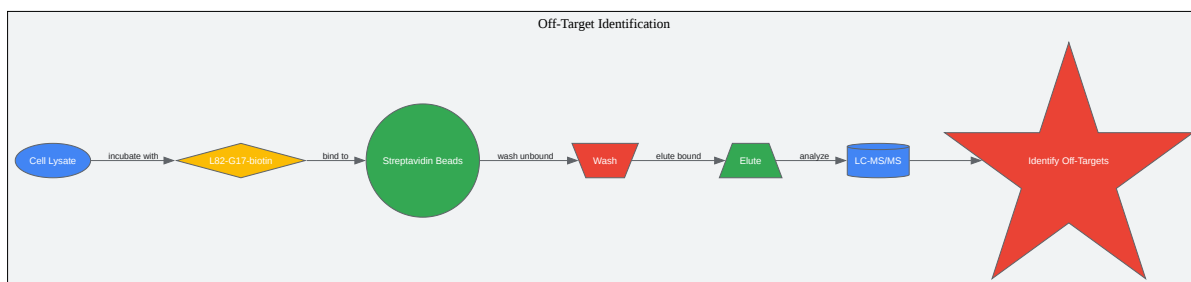 Off-Target Identification
Cell Lysate
incubate with
L82-G17-biotin
bind to
Streptavidin Beads
wash unbound
Wash
elute bound
Elute
analyze
LC-MS/MS
Identify Off-Targets